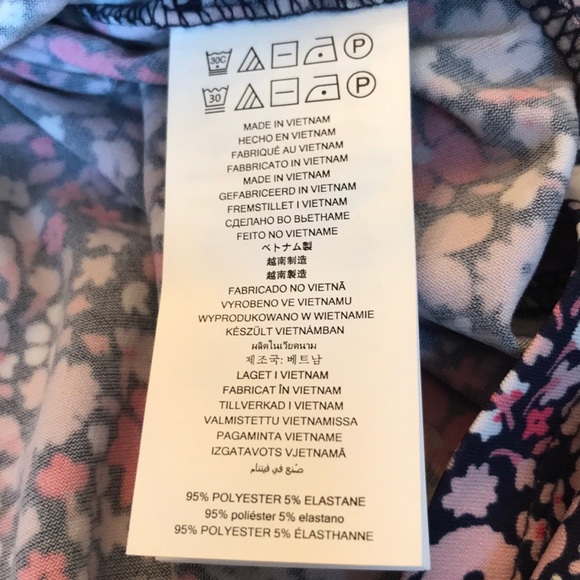 30C P
30 P
MADE IN VIETNAM
HECHO EN VIETNAM
FABRIQUÉ AU VIETNAM
FABBRICATO IN VIETNAM
MADE IN VIETNAM
GEFABRICEERD IN VIETNAM
FREMSTILLET I VIETNAM
СДЕЛАНО ВО ВЬЕТНАМЕ
FEITO NO VIETNAME
ベトナム製
越南制造
越南製造
FABRICADO NO VIETNÃ
VYROBENO VE VIETNAMU
WYPRODUKOWANO W WIETNAMIE
KÉSZÜLT VIETNÁMBAN
ผลิตในเวียดนาม
제조국: 베트남
LAGET I VIETNAM
FABRICAT ÎN VIETNAM
TILLVERKAD I VIETNAM
VALMISTETTU VIETNAMISSA
PAGAMINTA VIETNAME
IZGATAVOTS VJETNAMĀ
صُنع في فيتنام
95% POLYESTER 5% ELASTANE
95% poliéster 5% elastano
95% POLYESTER 5% ÉLASTHANNE